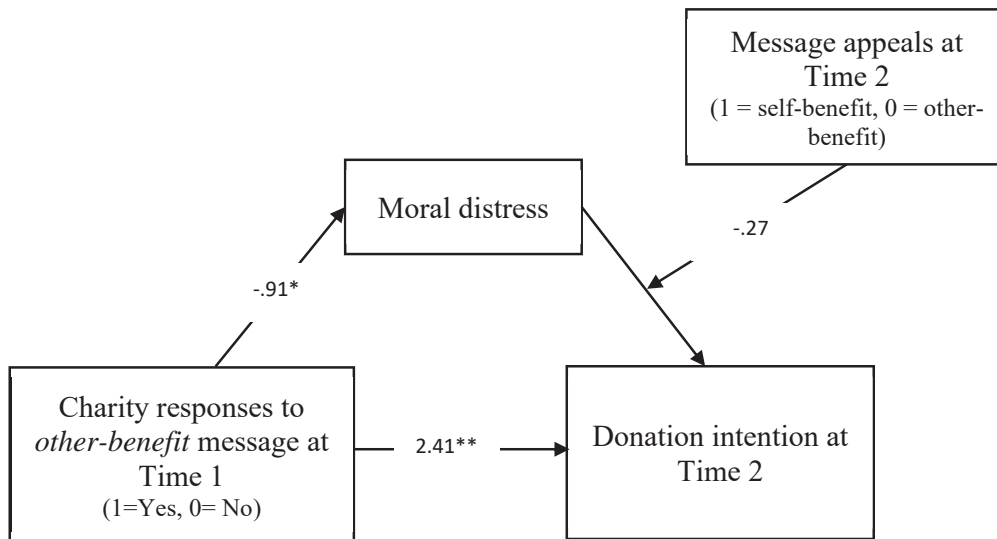 Message appeals at
Time 2
(1 = self-benefit, 0 = other-
benefit)
Moral distress
-.27
-.91*
Charity responses to
other-benefit message at
Time 1
(1=Yes, 0= No)
2.41**
Donation intention at
Time 2